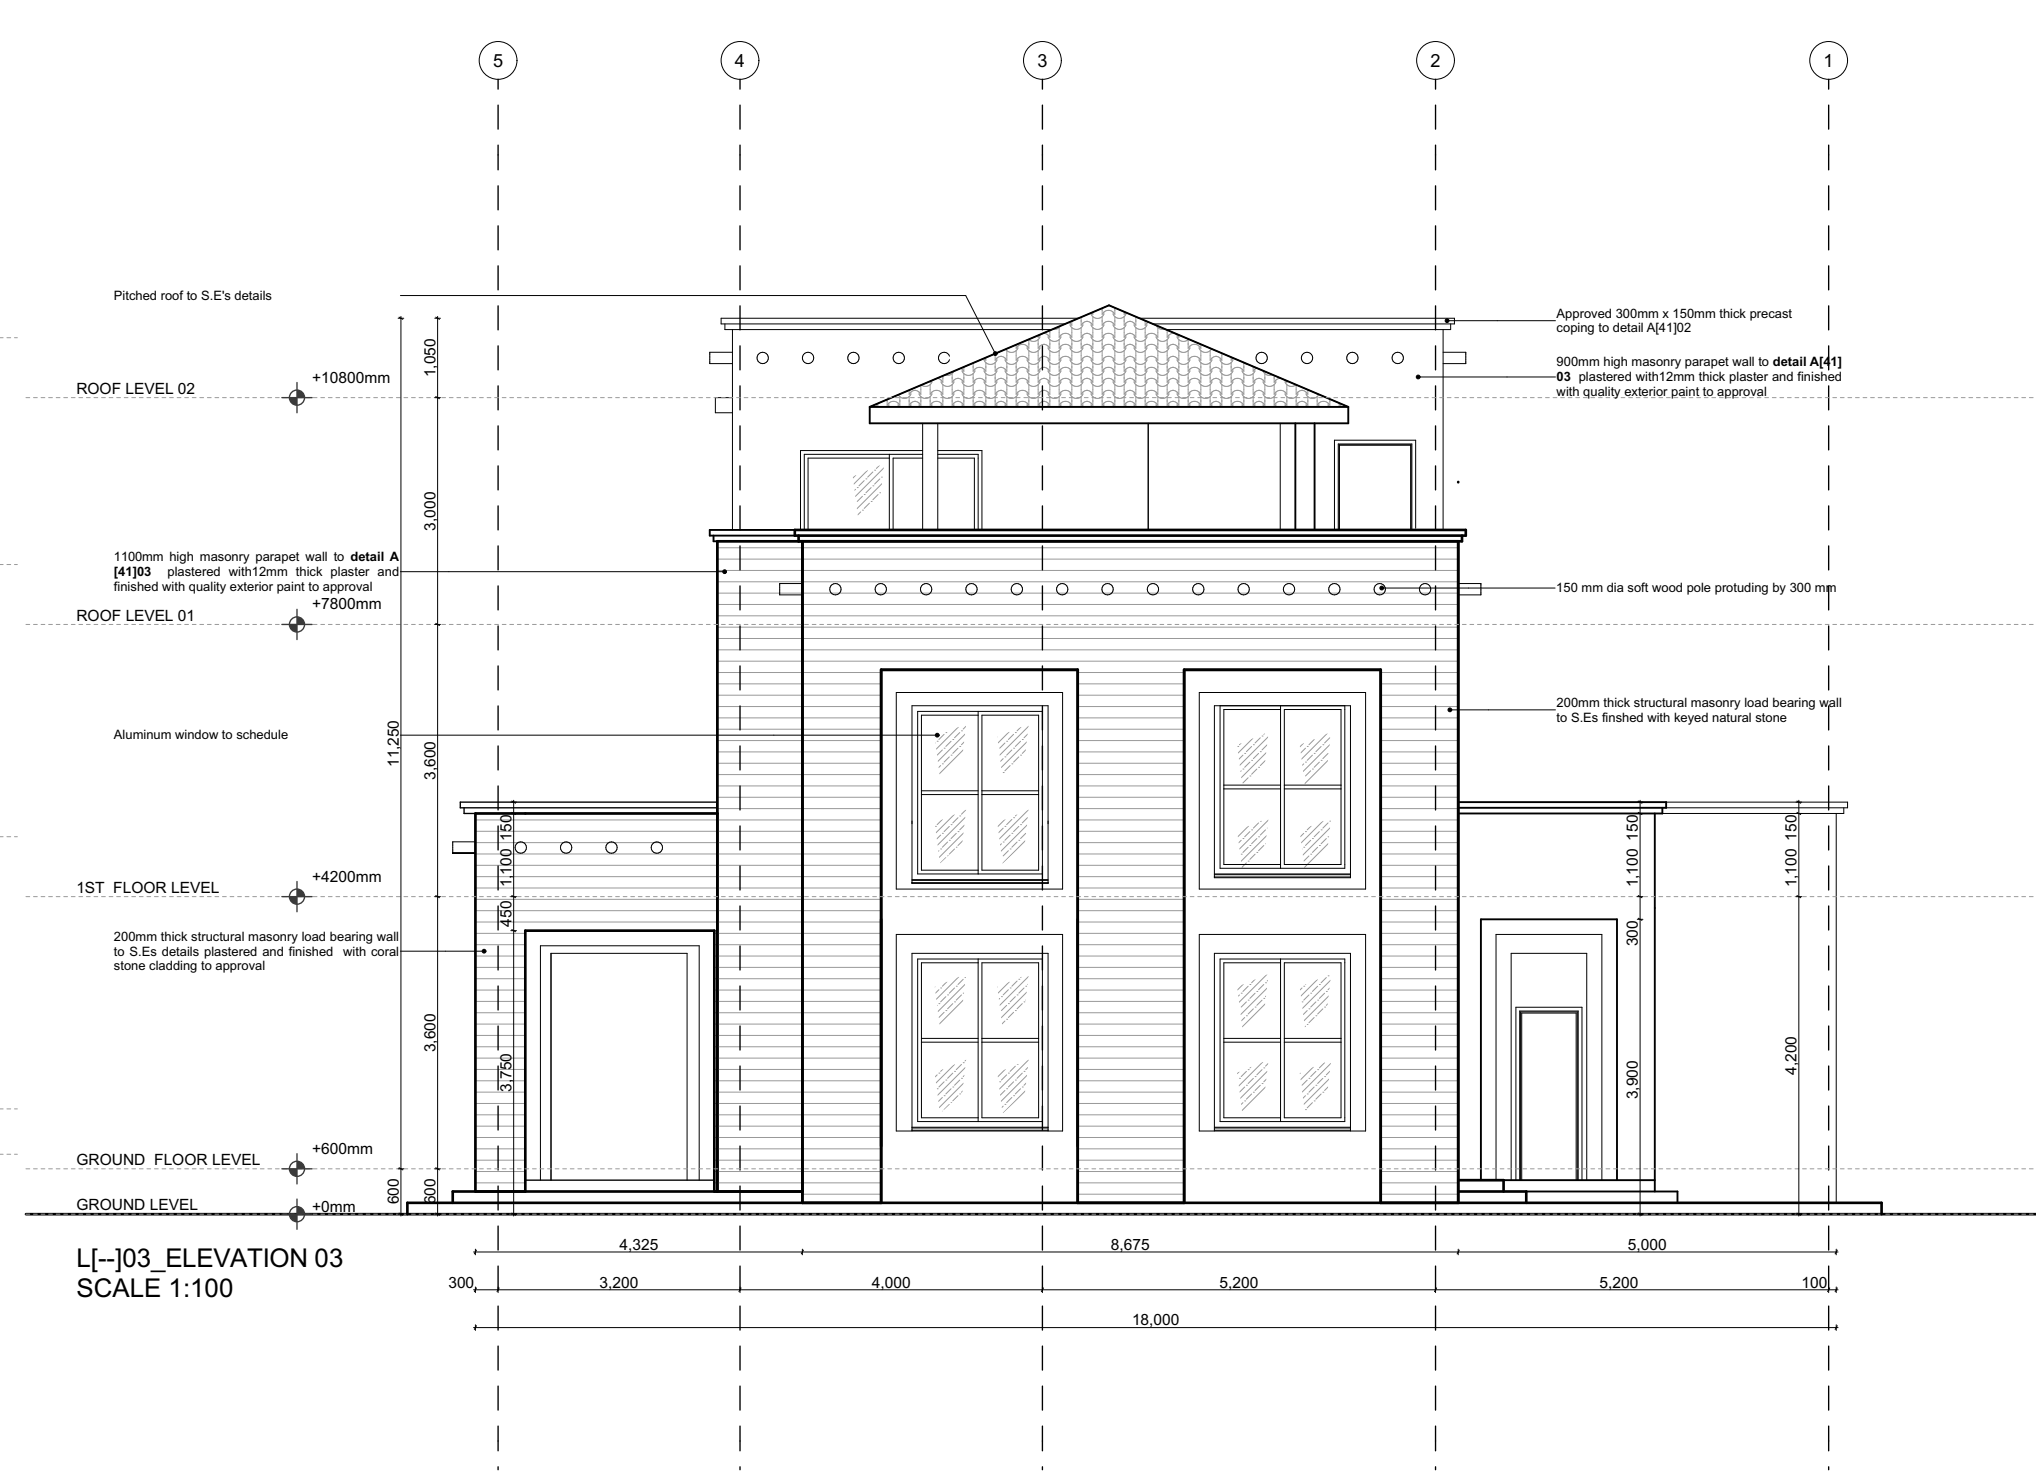 5 4 3 2 1
Pitched roof to S.E's details
Approved 300mm x 150mm thick precast
coping to detail A[41]02
1,050
900mm high masonry parapet wall to detail A[41]
03 plastered with12mm thick plaster and finished
with quality exterior paint to approval
ROOF LEVEL 02 +10800mm
3,000
1100mm high masonry parapet wall to detail A
[41]03 plastered with12mm thick plaster and
finished with quality exterior paint to approval
150 mm dia soft wood pole protuding by 300 mm
ROOF LEVEL 01 +7800mm
200mm thick structural masonry load bearing wall
to S.Es finshed with keyed natural stone
Aluminum window to schedule
11,250
3,600
150 150 150
1,100 1,100 1,100
1ST FLOOR LEVEL +4200mm
450 300
200mm thick structural masonry load bearing wall
to S.Es details plastered and finished with coral
stone cladding to approval
3,600 3,750 3,900 4,200
GROUND FLOOR LEVEL +600mm
600 600
GROUND LEVEL +0mm
L[--]03_ELEVATION 03
SCALE 1:100
4,325 8,675 5,000
300 3,200 4,000 5,200 5,200 100
18,000